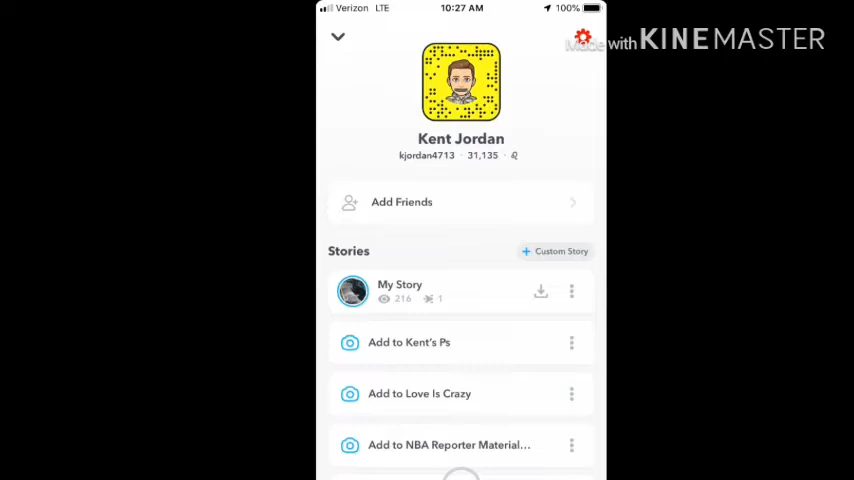 Verizon LTE 10:27 AM 100%
Made with KINEMASTER
Kent Jordan
kjordan4713 · 31,135 · ♌
Add Friends
Stories
+ Custom Story
My Story
216 1
Add to Kent's Ps
Add to Love Is Crazy
Add to NBA Reporter Material...